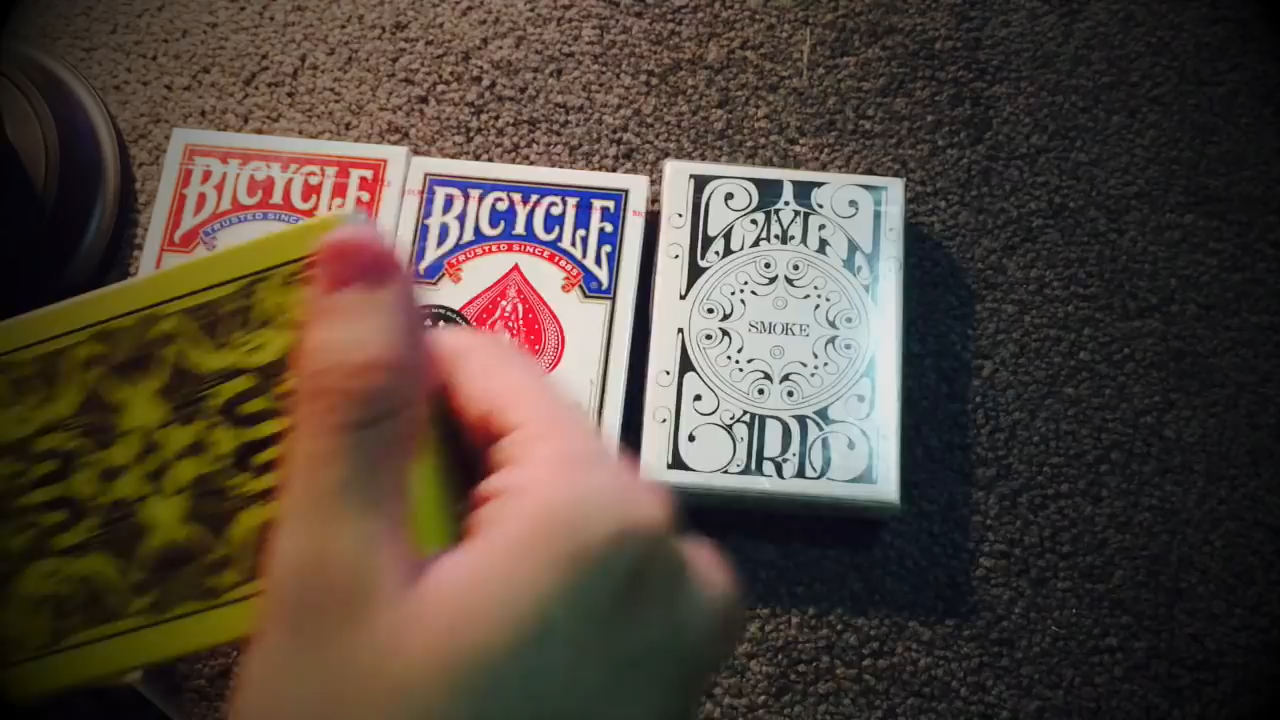 BICYCLE
TRUSTED SINCE
BICYCLE
TRUSTED SINCE 1885
SMOKE